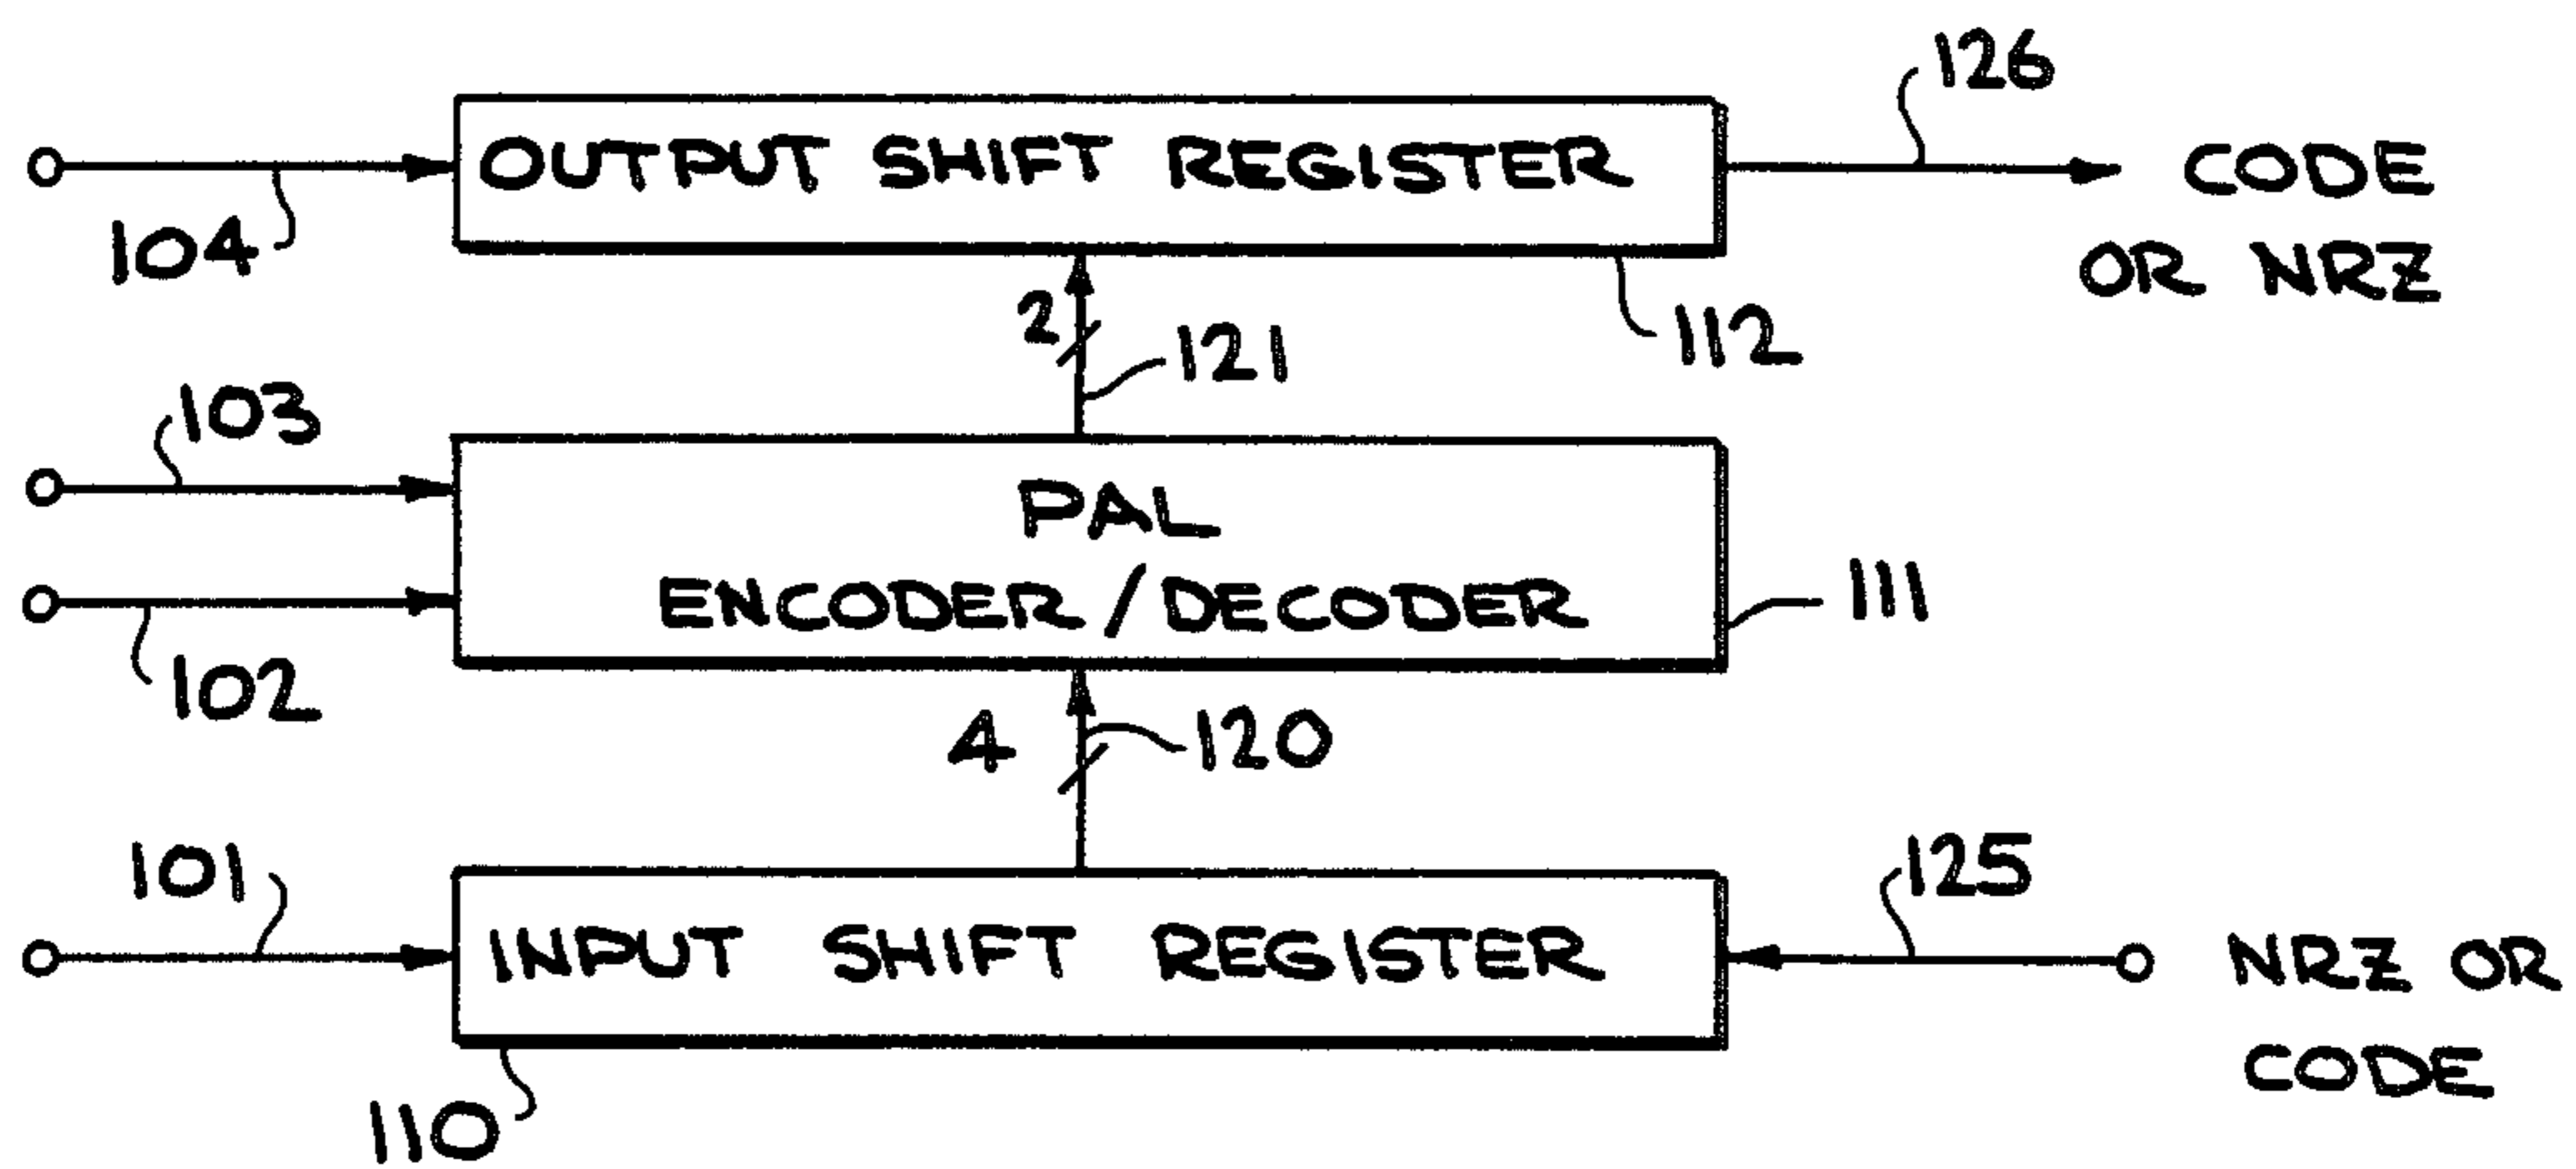 126
OUTPUT SHIFT REGISTER
CODE
OR NRZ
104
2
121
112
103
PAL
ENCODER/DECODER
111
102
4
120
101
125
INPUT SHIFT REGISTER
NRZ OR
CODE
110